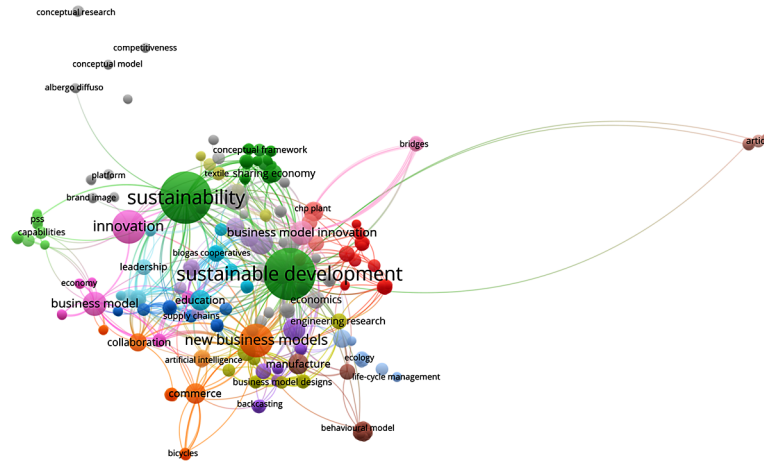 conceptual research
competitiveness
conceptual model
albergo diffuso
bridges
conceptual framework
textile
sharing economy
platform
brand image
sustainability
chp plant
pss
capabilities
innovation
business model innovation
biogas cooperatives
leadership
sustainable development
economy
business model
education
economics
supply chains
engineering research
collaboration
new business models
artificial intelligence
manufacture
ecology
life-cycle management
business model designs
commerce
backcasting
behavioural model
bicycles